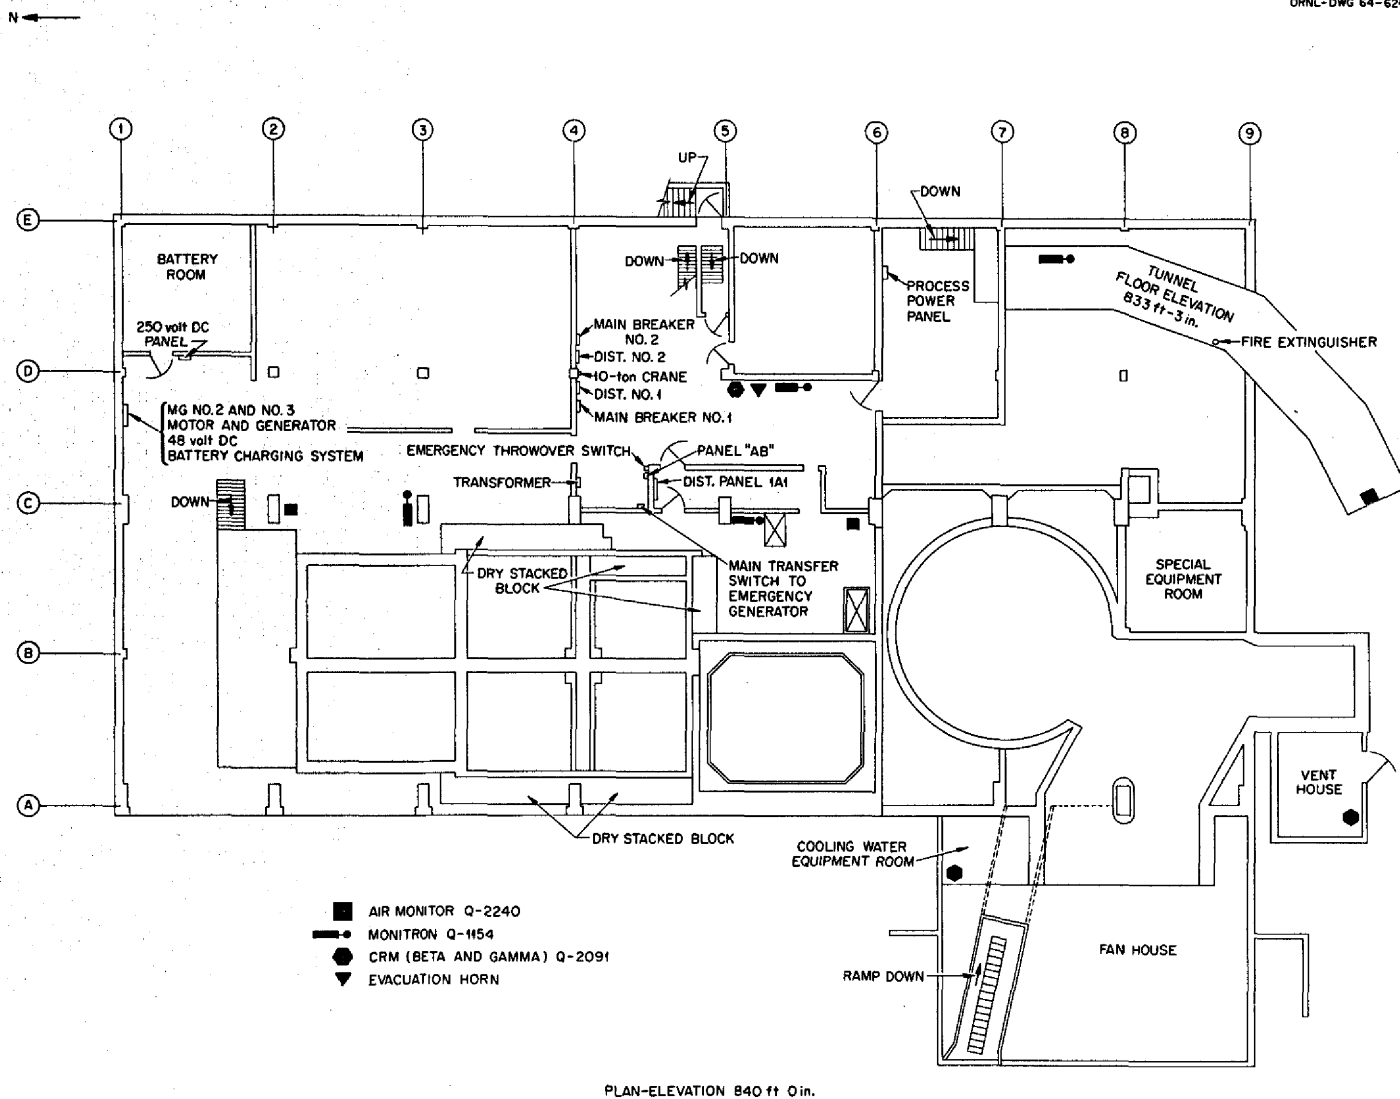 N
1
2
3
4
5
6
7
8
9
UP
DOWN
E
BATTERY
ROOM
DOWN
DOWN
PROCESS
POWER
PANEL
TUNNEL
FLOOR ELEVATION
833 ft-3 in.
250 volt DC
PANEL
MAIN BREAKER
NO. 2
DIST. NO. 2
10-ton CRANE
DIST. NO. 1
MAIN BREAKER NO. 1
FIRE EXTINGUISHER
D
MG NO. 2 AND NO. 3
MOTOR AND GENERATOR
48 volt DC
BATTERY CHARGING SYSTEM
EMERGENCY THROWOVER SWITCH
PANEL "AB"
TRANSFORMER
DIST. PANEL 1A1
C
DOWN
DRY STACKED
BLOCK
MAIN TRANSFER
SWITCH TO
EMERGENCY
GENERATOR
SPECIAL
EQUIPMENT
ROOM
B
VENT
HOUSE
A
DRY STACKED BLOCK
COOLING WATER
EQUIPMENT ROOM
AIR MONITOR Q-2240
MONITRON Q-1154
CRM (BETA AND GAMMA) Q-2091
EVACUATION HORN
FAN HOUSE
RAMP DOWN
PLAN-ELEVATION 840 ft 0 in.